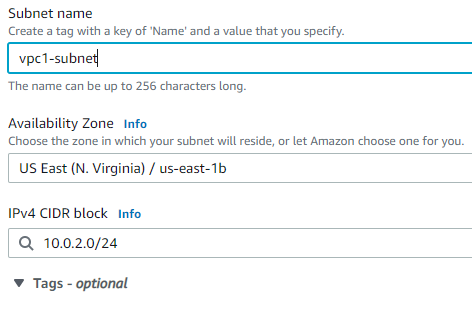 Subnet name
Create a tag with a key of 'Name' and a value that you specify.
vpc1-subnet
The name can be up to 256 characters long.
Availability Zone Info
Choose the zone in which your subnet will reside, or let Amazon choose one for you.
US East (N. Virginia) / us-east-1b
IPv4 CIDR block Info
10.0.2.0/24
Tags - optional